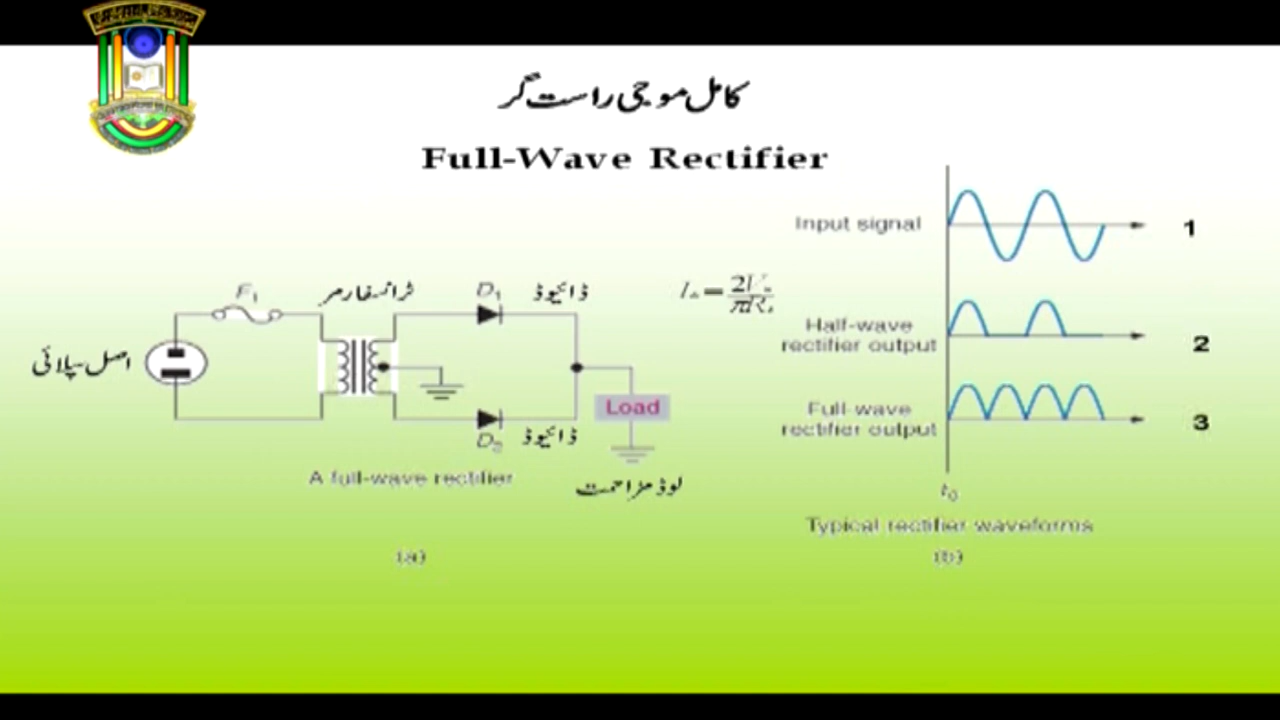 کامل موجی راست گر
Full-Wave Rectifier
Input signal
1
Half-wave
rectifier output
2
Full-wave
rectifier output
3
t₀
Typical rectifier waveforms
(b)
F₁
ٹرانسفارمر
D₁
ڈائیوڈ
اصل سپلائی
Load
D₂
ڈائیوڈ
A full-wave rectifier
لوڈ مزاحمت
(a)